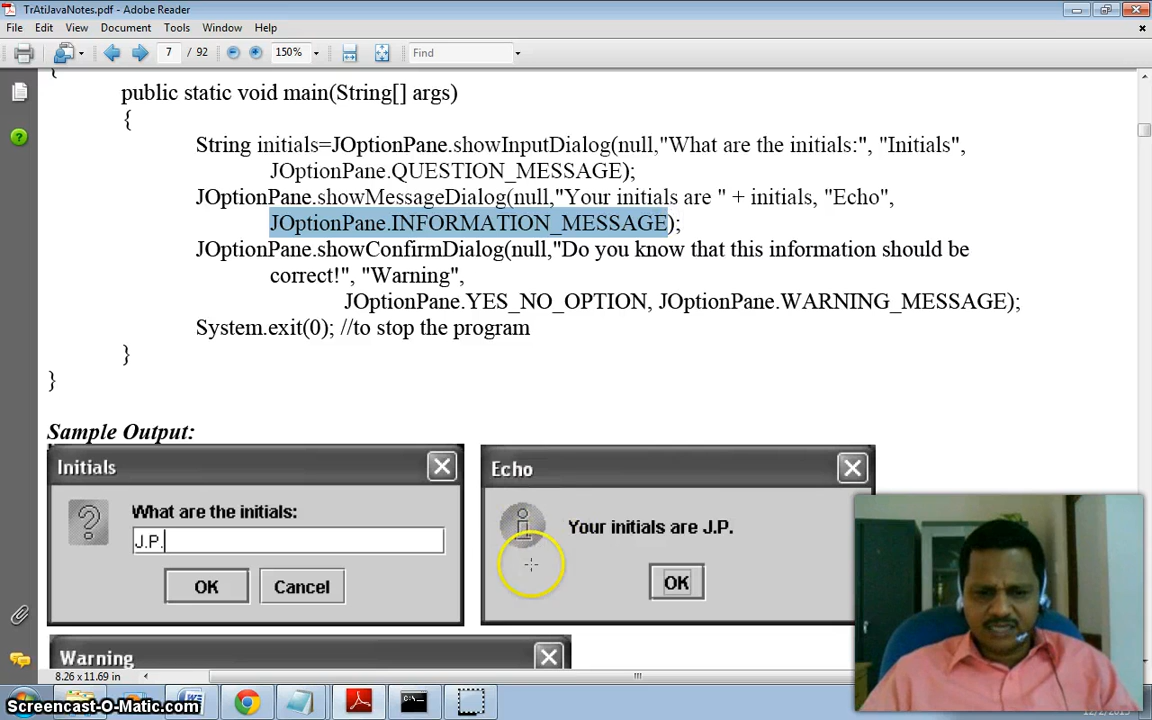 TrAtiJavaNotes.pdf - Adobe Reader
File Edit View Document Tools Window Help
7 / 92 150% Find
{
public static void main(String[] args)
{
String initials=JOptionPane.showInputDialog(null,"What are the initials:", "Initials",
JOptionPane.QUESTION_MESSAGE);
JOptionPane.showMessageDialog(null,"Your initials are " + initials, "Echo",
JOptionPane.INFORMATION_MESSAGE);
JOptionPane.showConfirmDialog(null,"Do you know that this information should be
correct!", "Warning",
JOptionPane.YES_NO_OPTION, JOptionPane.WARNING_MESSAGE);
System.exit(0); //to stop the program
}
}
Sample Output:
Initials
What are the initials:
J.P.
OK Cancel
Echo
Your initials are J.P.
OK
Warning
8.26 x 11.69 in
Screencast-O-Matic.com